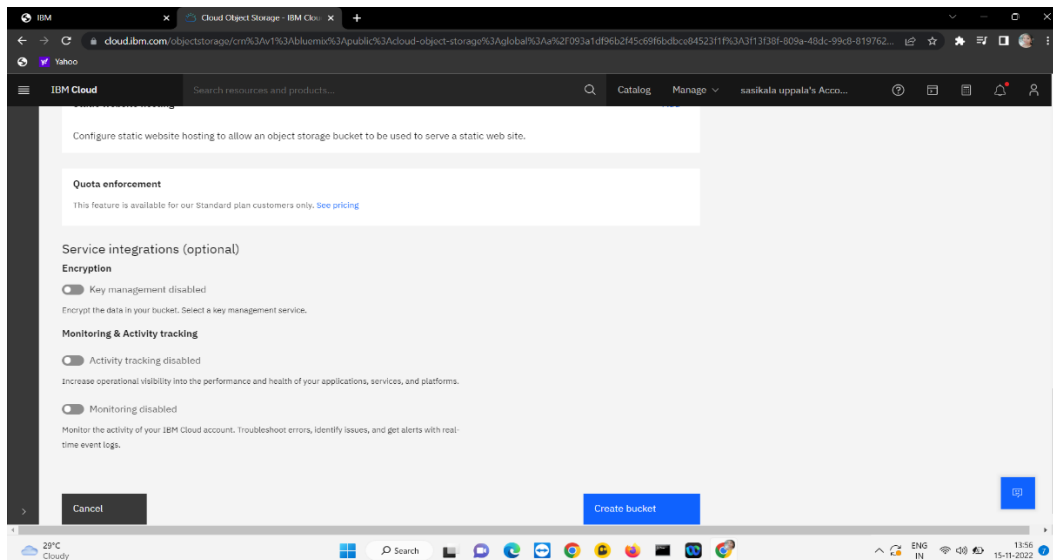 IBM
Cloud Object Storage - IBM Clou
cloud.ibm.com/objectstorage/crn%3Av1%3Abluemix%3Apublic%3Acloud-object-storage%3Aglobal%3Aa%2F093a1df96b2f45c69f6bdbce84523f1f%3A3f13f38f-809a-48dc-99c8-819762...
Yahoo
IBM Cloud
Search resources and products...
Catalog
Manage
sasikala uppala's Acco...
Configure static website hosting to allow an object storage bucket to be used to serve a static web site.
Quota enforcement
This feature is available for our Standard plan customers only. See pricing
Service integrations (optional)
Encryption
Key management disabled
Encrypt the data in your bucket. Select a key management service.
Monitoring & Activity tracking
Activity tracking disabled
Increase operational visibility into the performance and health of your applications, services, and platforms.
Monitoring disabled
Monitor the activity of your IBM Cloud account. Troubleshoot errors, identify issues, and get alerts with real-
time event logs.
Cancel
Create bucket
29°C
Cloudy
Search
ENG
IN
13:56
15-11-2022